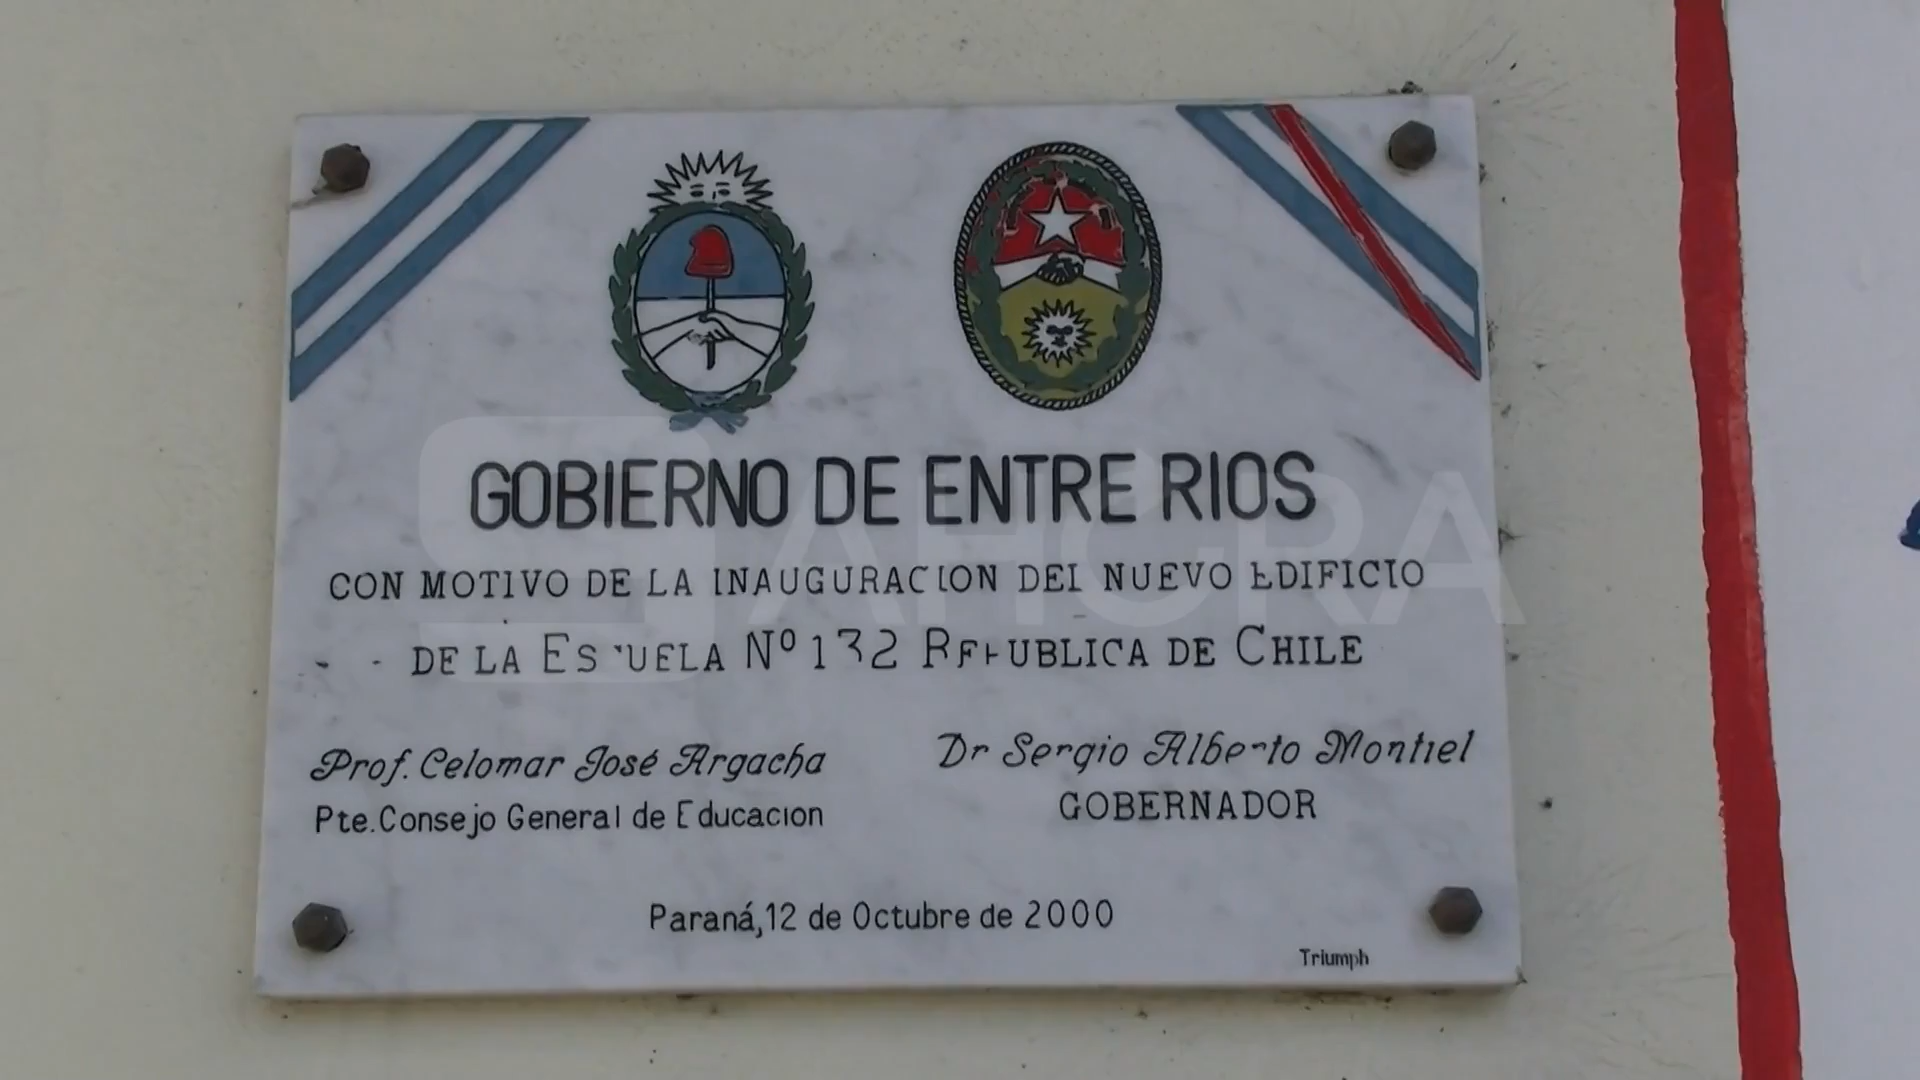 GOBIERNO DE ENTRE RIOS
CON MOTIVO DE LA INAUGURACION DEL NUEVO EDIFICIO
DE LA ESCUELA Nº 132 REPUBLICA DE CHILE
Prof. Celomar José Argacha
Dr Sergio Alberto Montiel
Pte. Consejo General de Educacion
GOBERNADOR
Paraná, 12 de Octubre de 2000
Triumph
AHORA